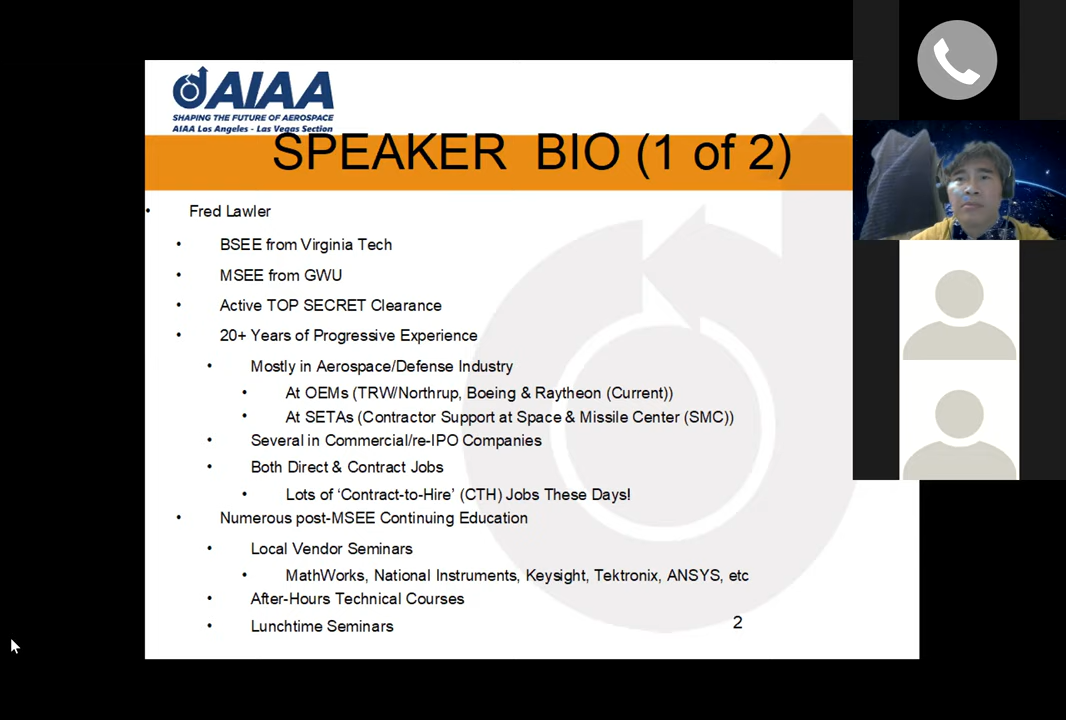 AIAA
SHAPING THE FUTURE OF AEROSPACE
AIAA Los Angeles - Las Vegas Section
SPEAKER BIO (1 of 2)
• Fred Lawler
• BSEE from Virginia Tech
• MSEE from GWU
• Active TOP SECRET Clearance
• 20+ Years of Progressive Experience
• Mostly in Aerospace/Defense Industry
• At OEMs (TRW/Northrup, Boeing & Raytheon (Current))
• At SETAs (Contractor Support at Space & Missile Center (SMC))
• Several in Commercial/re-IPO Companies
• Both Direct & Contract Jobs
• Lots of ‘Contract-to-Hire’ (CTH) Jobs These Days!
• Numerous post-MSEE Continuing Education
• Local Vendor Seminars
• MathWorks, National Instruments, Keysight, Tektronix, ANSYS, etc
• After-Hours Technical Courses
• Lunchtime Seminars
2